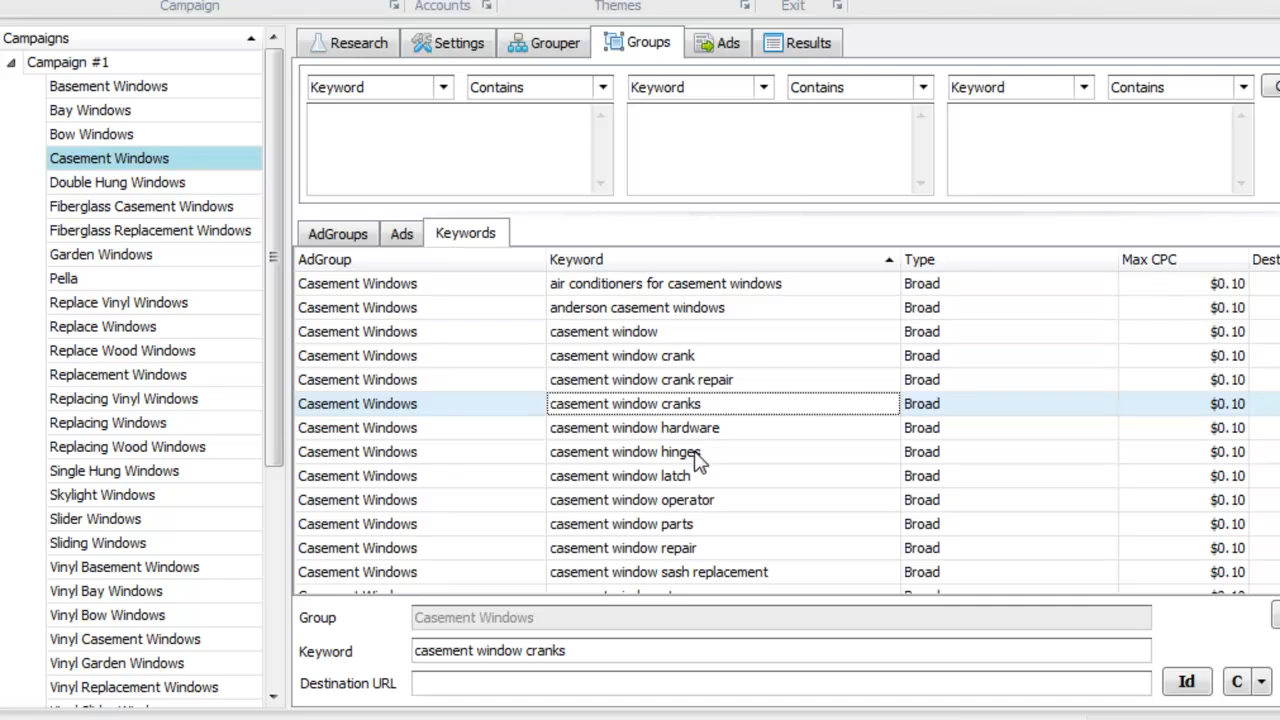 Campaign Accounts Themes Exit
Campaigns
Campaign #1
Basement Windows
Bay Windows
Bow Windows
Casement Windows
Double Hung Windows
Fiberglass Casement Windows
Fiberglass Replacement Windows
Garden Windows
Pella
Replace Vinyl Windows
Replace Windows
Replace Wood Windows
Replacement Windows
Replacing Vinyl Windows
Replacing Windows
Replacing Wood Windows
Single Hung Windows
Skylight Windows
Slider Windows
Sliding Windows
Vinyl Basement Windows
Vinyl Bay Windows
Vinyl Bow Windows
Vinyl Casement Windows
Vinyl Garden Windows
Vinyl Replacement Windows
Research Settings Grouper Groups Ads Results
Keyword Contains Keyword Contains Keyword Contains
AdGroups Ads Keywords
AdGroup Keyword Type Max CPC Dest
Casement Windows air conditioners for casement windows Broad $0.10
Casement Windows anderson casement windows Broad $0.10
Casement Windows casement window Broad $0.10
Casement Windows casement window crank Broad $0.10
Casement Windows casement window crank repair Broad $0.10
Casement Windows casement window cranks Broad $0.10
Casement Windows casement window hardware Broad $0.10
Casement Windows casement window hinges Broad $0.10
Casement Windows casement window latch Broad $0.10
Casement Windows casement window operator Broad $0.10
Casement Windows casement window parts Broad $0.10
Casement Windows casement window repair Broad $0.10
Casement Windows casement window sash replacement Broad $0.10
Group Casement Windows
Keyword casement window cranks
Destination URL Id C